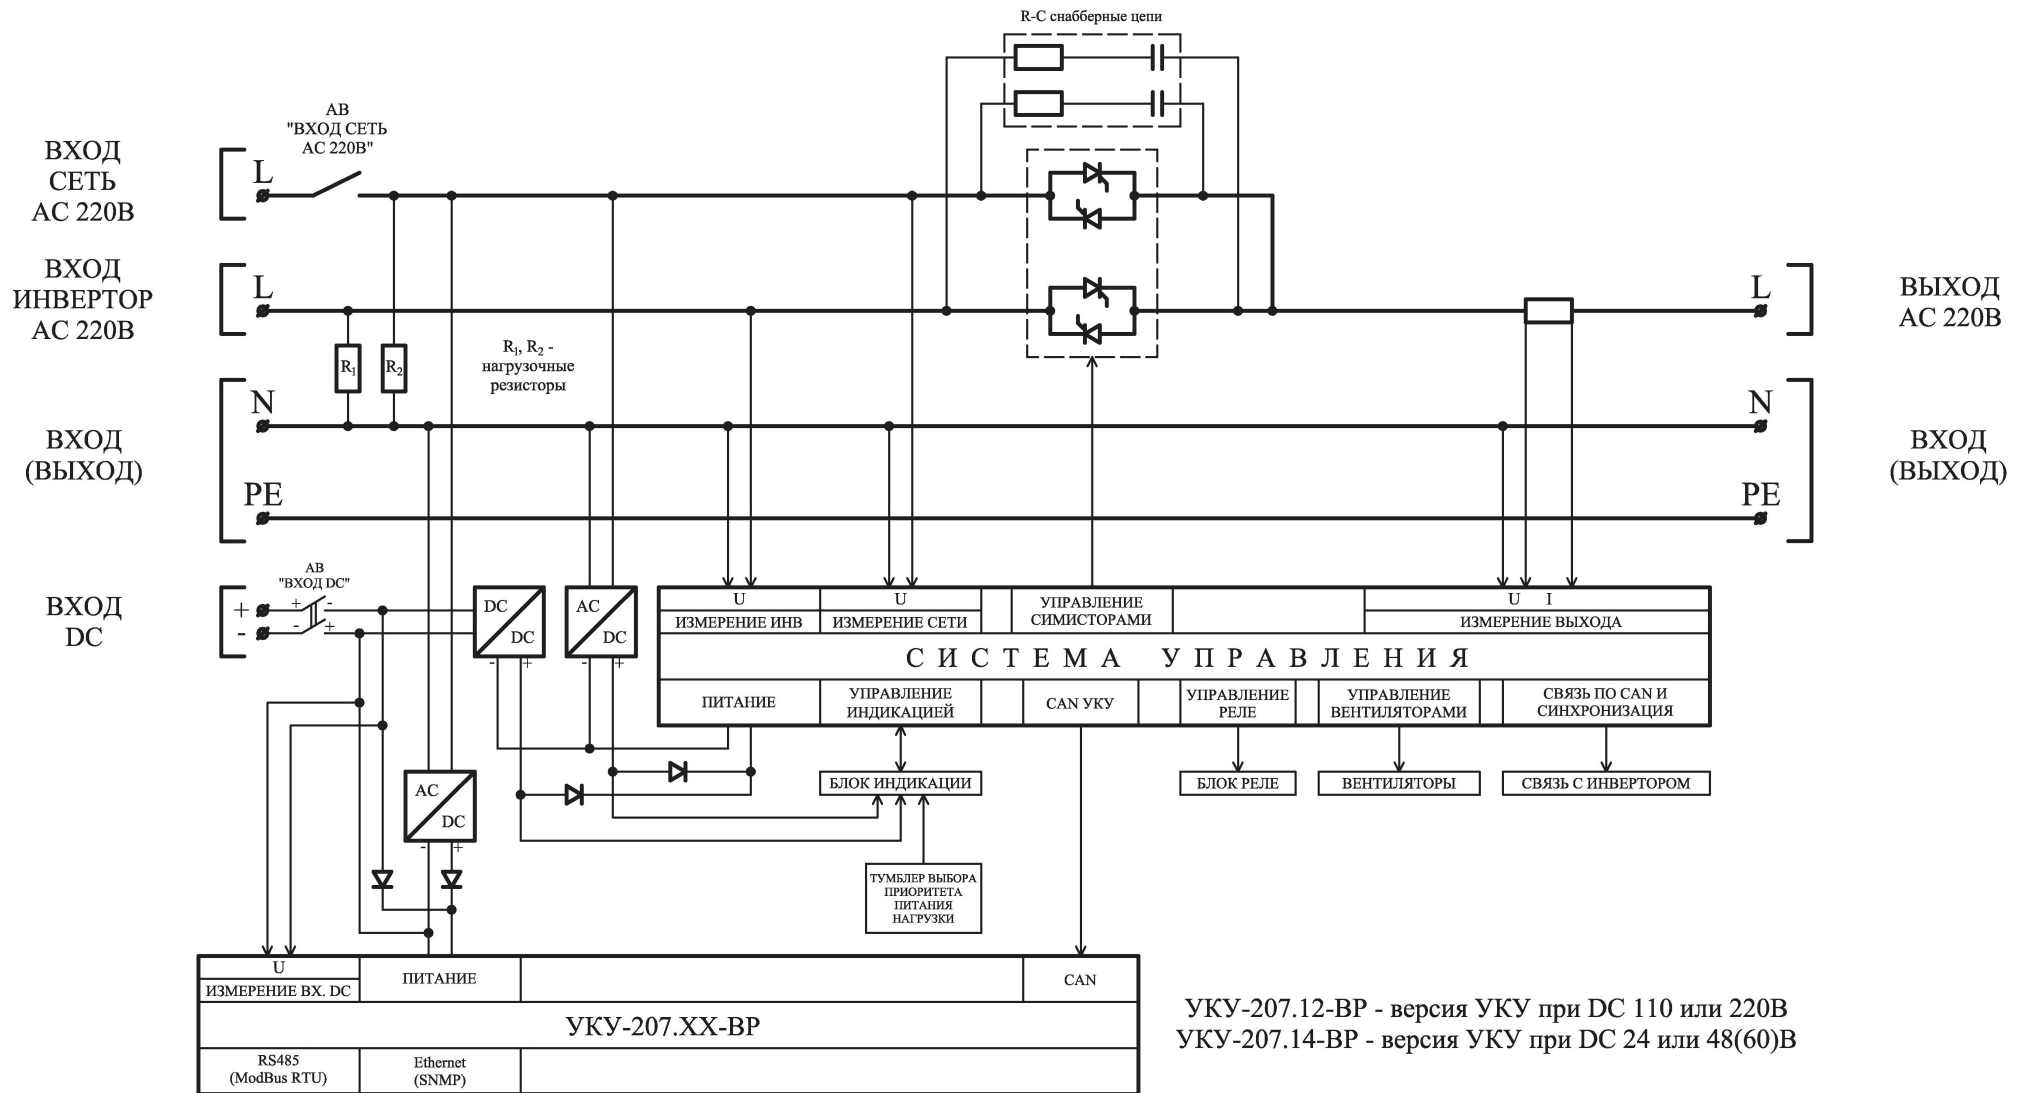 R-C снабберные цепи
АВ
"ВХОД СЕТЬ
АС 220В"
ВХОД
СЕТЬ
АС 220В
L
ВХОД
ИНВЕРТОР
АС 220В
L
L
ВЫХОД
АС 220В
R₁
R₂
R₁, R₂ -
нагрузочные
резисторы
N
N
ВХОД
(ВЫХОД)
ВХОД
(ВЫХОД)
PE
PE
АВ
"ВХОД DC"
ВХОД
DC
+
-
+ -
- +
DC
DC
- +
AC
DC
- +
U
ИЗМЕРЕНИЕ ИНВ
U
ИЗМЕРЕНИЕ СЕТИ
УПРАВЛЕНИЕ
СИМИСТОРАМИ
U I
ИЗМЕРЕНИЕ ВЫХОДА
СИСТЕМА УПРАВЛЕНИЯ
ПИТАНИЕ
УПРАВЛЕНИЕ
ИНДИКАЦИЕЙ
CAN УКУ
УПРАВЛЕНИЕ
РЕЛЕ
УПРАВЛЕНИЕ
ВЕНТИЛЯТОРАМИ
СВЯЗЬ ПО CAN И
СИНХРОНИЗАЦИЯ
БЛОК ИНДИКАЦИИ
БЛОК РЕЛЕ
ВЕНТИЛЯТОРЫ
СВЯЗЬ С ИНВЕРТОРОМ
AC
DC
- +
ТУМБЛЕР ВЫБОРА
ПРИОРИТЕТА
ПИТАНИЯ
НАГРУЗКИ
U
ИЗМЕРЕНИЕ ВХ. DC
ПИТАНИЕ
CAN
УКУ-207.XX-ВР
RS485
(ModBus RTU)
Ethernet
(SNMP)
УКУ-207.12-ВР - версия УКУ при DC 110 или 220В
УКУ-207.14-ВР - версия УКУ при DC 24 или 48(60)В